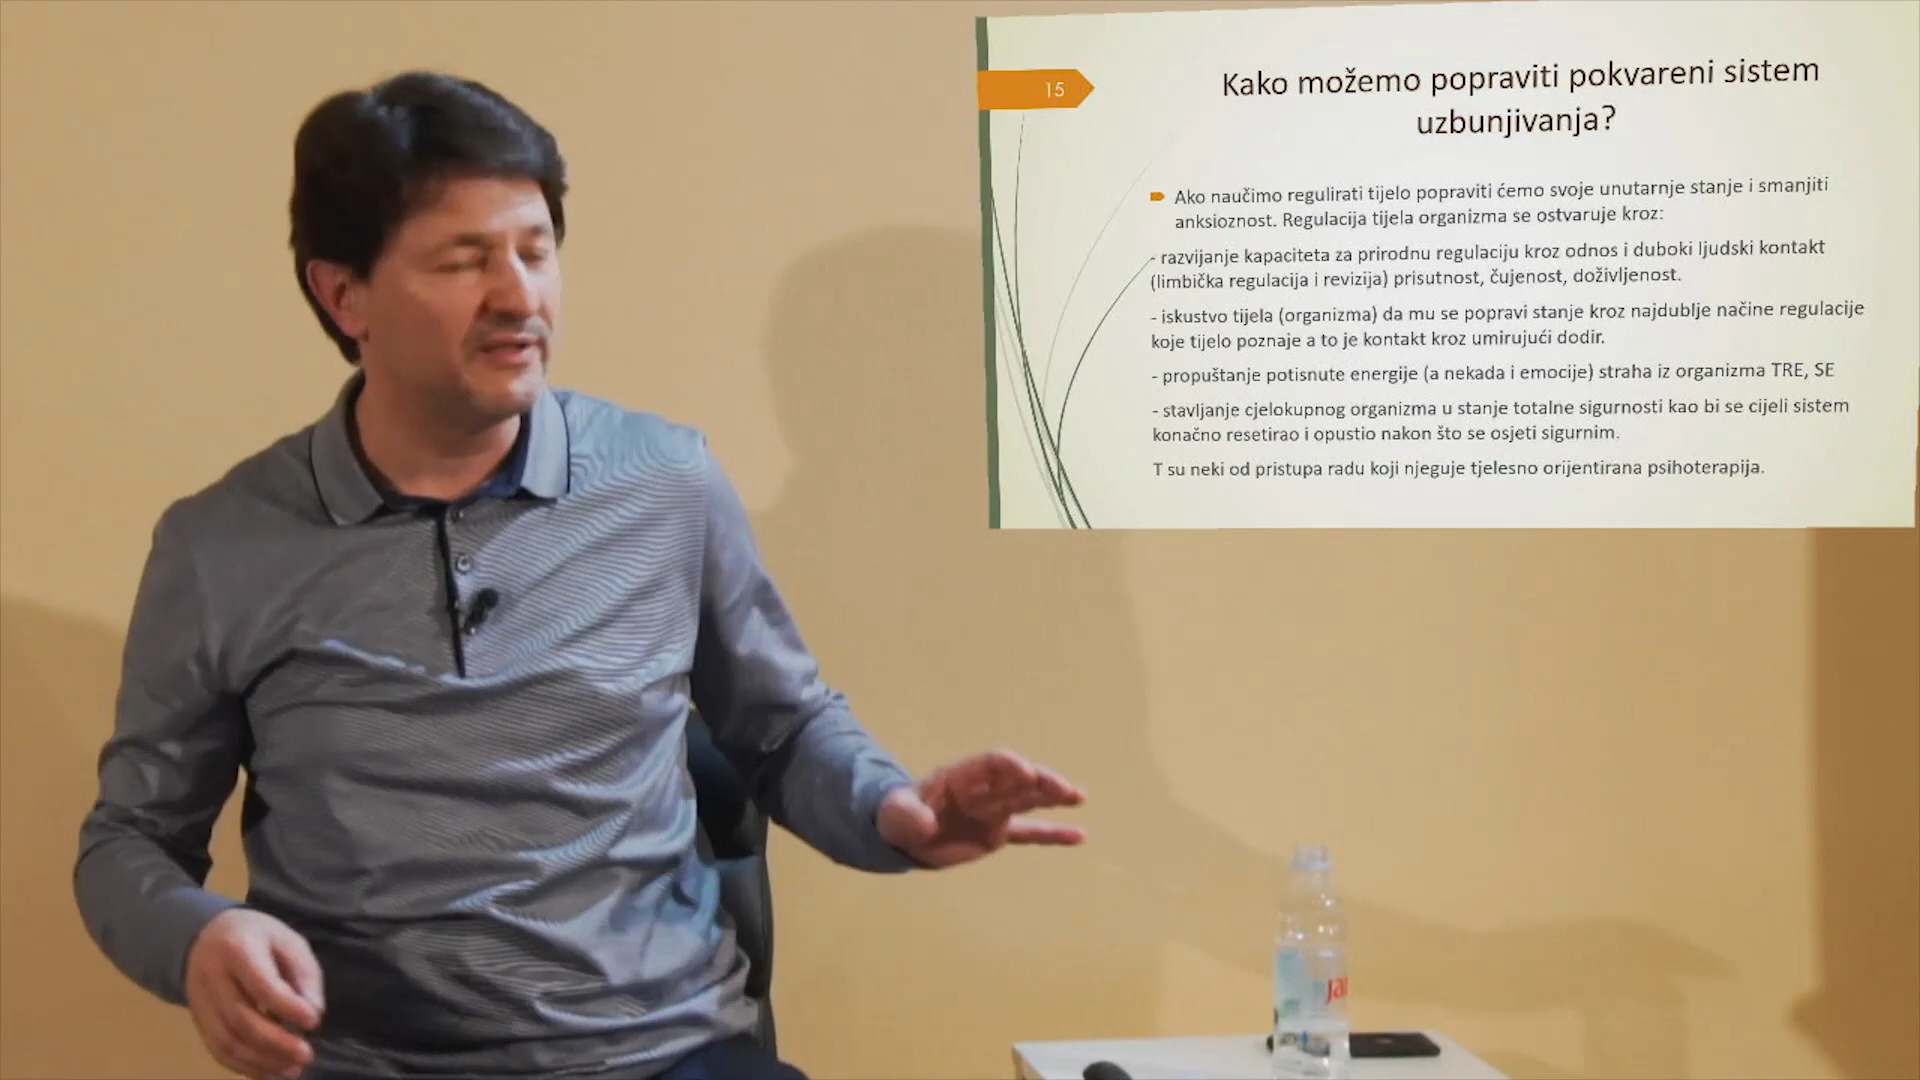 15
Kako možemo popraviti pokvareni sistem
uzbunjivanja?
Ako naučimo regulirati tijelo popraviti ćemo svoje unutarnje stanje i smanjiti
anksioznost. Regulacija tijela organizma se ostvaruje kroz:
- razvijanje kapaciteta za prirodnu regulaciju kroz odnos i duboki ljudski kontakt
(limbička regulacija i revizija) prisutnost, čujenost, doživljenost.
- iskustvo tijela (organizma) da mu se popravi stanje kroz najdublje načine regulacije
koje tijelo poznaje a to je kontakt kroz umirujući dodir.
- propuštanje potisnute energije (a nekada i emocije) straha iz organizma TRE, SE
- stavljanje cjelokupnog organizma u stanje totalne sigurnosti kao bi se cijeli sistem
konačno resetirao i opustio nakon što se osjeti sigurnim.
T su neki od pristupa radu koji njeguje tjelesno orijentirana psihoterapija.